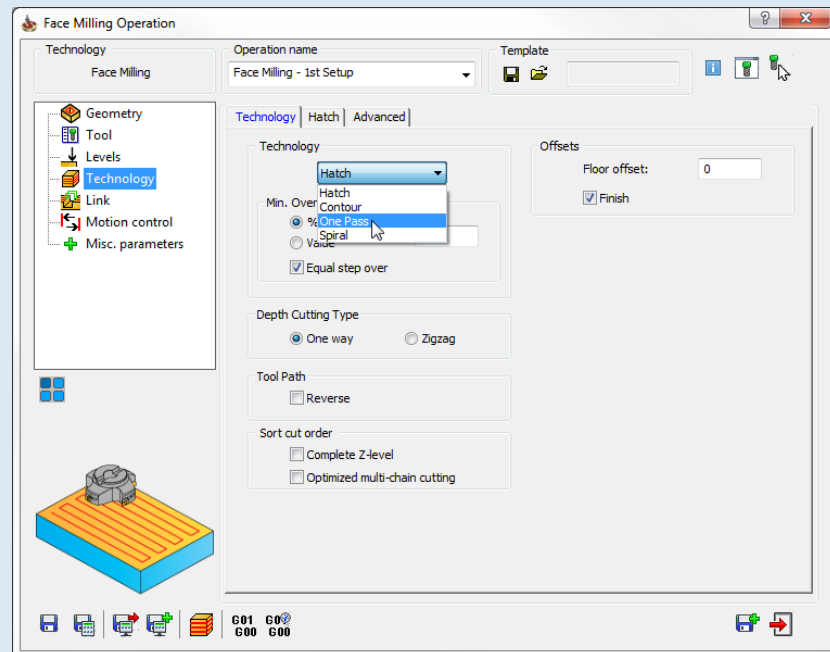 Face Milling Operation
Technology
Face Milling
Operation name
Face Milling - 1st Setup
Template
Geometry
Tool
Levels
Technology
Link
Motion control
Misc. parameters
Technology Hatch Advanced
Technology
Hatch
Hatch
Contour
One Pass
Spiral
Min. Over
%
Value
Equal step over
Depth Cutting Type
One way Zigzag
Tool Path
Reverse
Sort cut order
Complete Z-level
Optimized multi-chain cutting
Offsets
Floor offset: 0
Finish
G01 G0
G00 G00